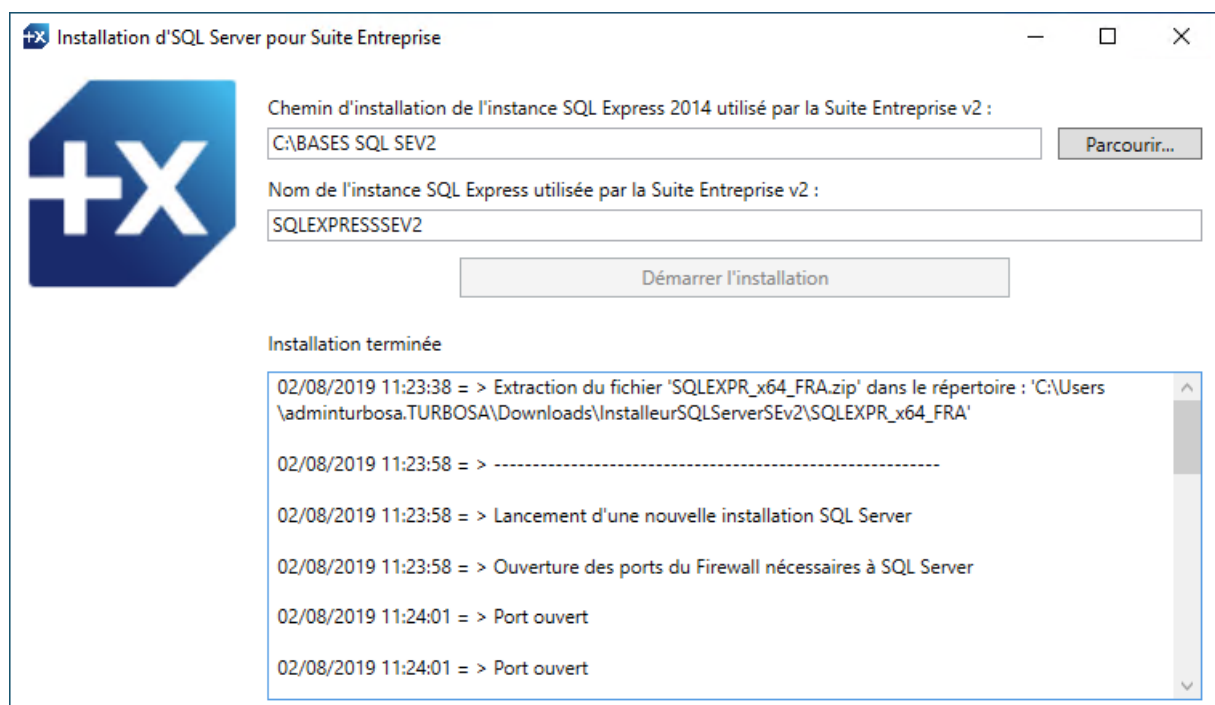 +X Installation d'SQL Server pour Suite Entreprise
+X
Chemin d'installation de l'instance SQL Express 2014 utilisé par la Suite Entreprise v2 :
C:\BASES SQL SEV2
Parcourir...
Nom de l'instance SQL Express utilisée par la Suite Entreprise v2 :
SQLEXPRESSSEV2
Démarrer l'installation
Installation terminée
02/08/2019 11:23:38 = > Extraction du fichier 'SQLEXPR_x64_FRA.zip' dans le répertoire : 'C:\Users
\adminturbosa.TURBOSA\Downloads\InstalleurSQLServerSEv2\SQLEXPR_x64_FRA'
02/08/2019 11:23:58 = > ----------------------------------------------------------
02/08/2019 11:23:58 = > Lancement d'une nouvelle installation SQL Server
02/08/2019 11:23:58 = > Ouverture des ports du Firewall nécessaires à SQL Server
02/08/2019 11:24:01 = > Port ouvert
02/08/2019 11:24:01 = > Port ouvert